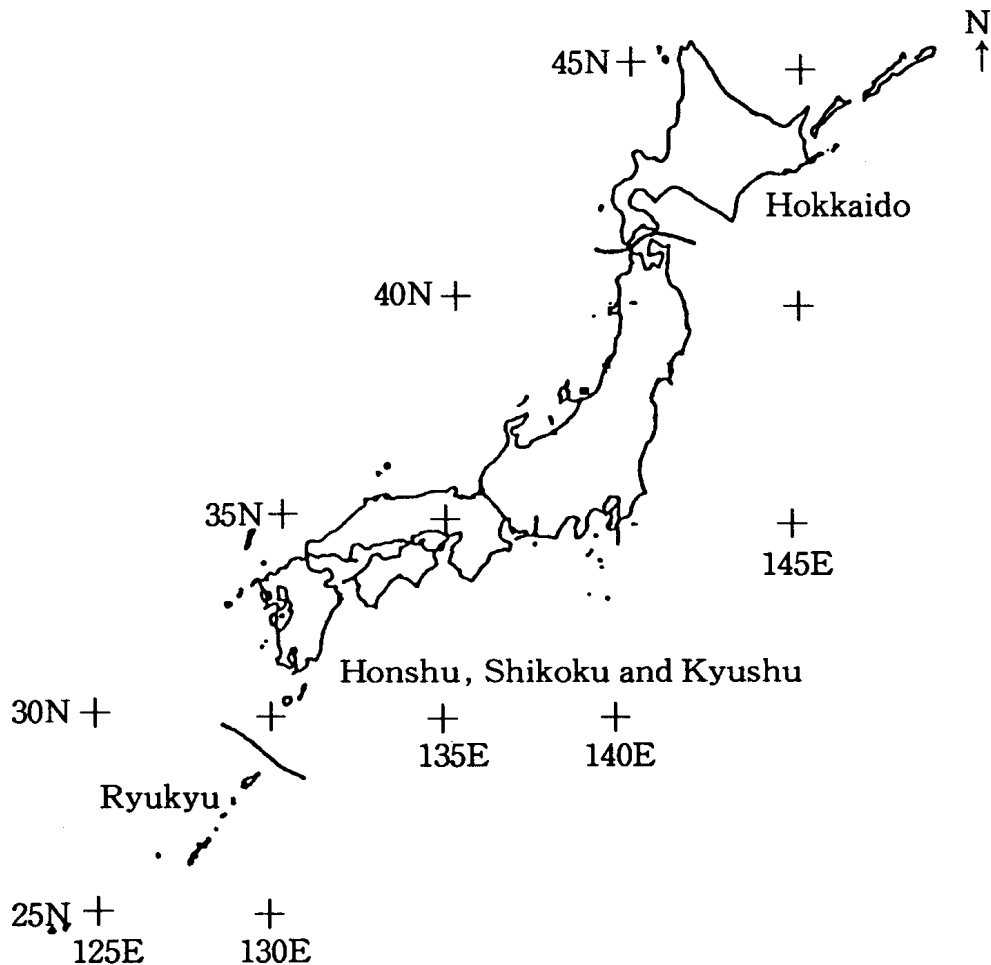 N
45N
Hokkaido
40N
35N
145E
Honshu, Shikoku and Kyushu
30N
135E 140E
Ryukyu
25N
125E 130E